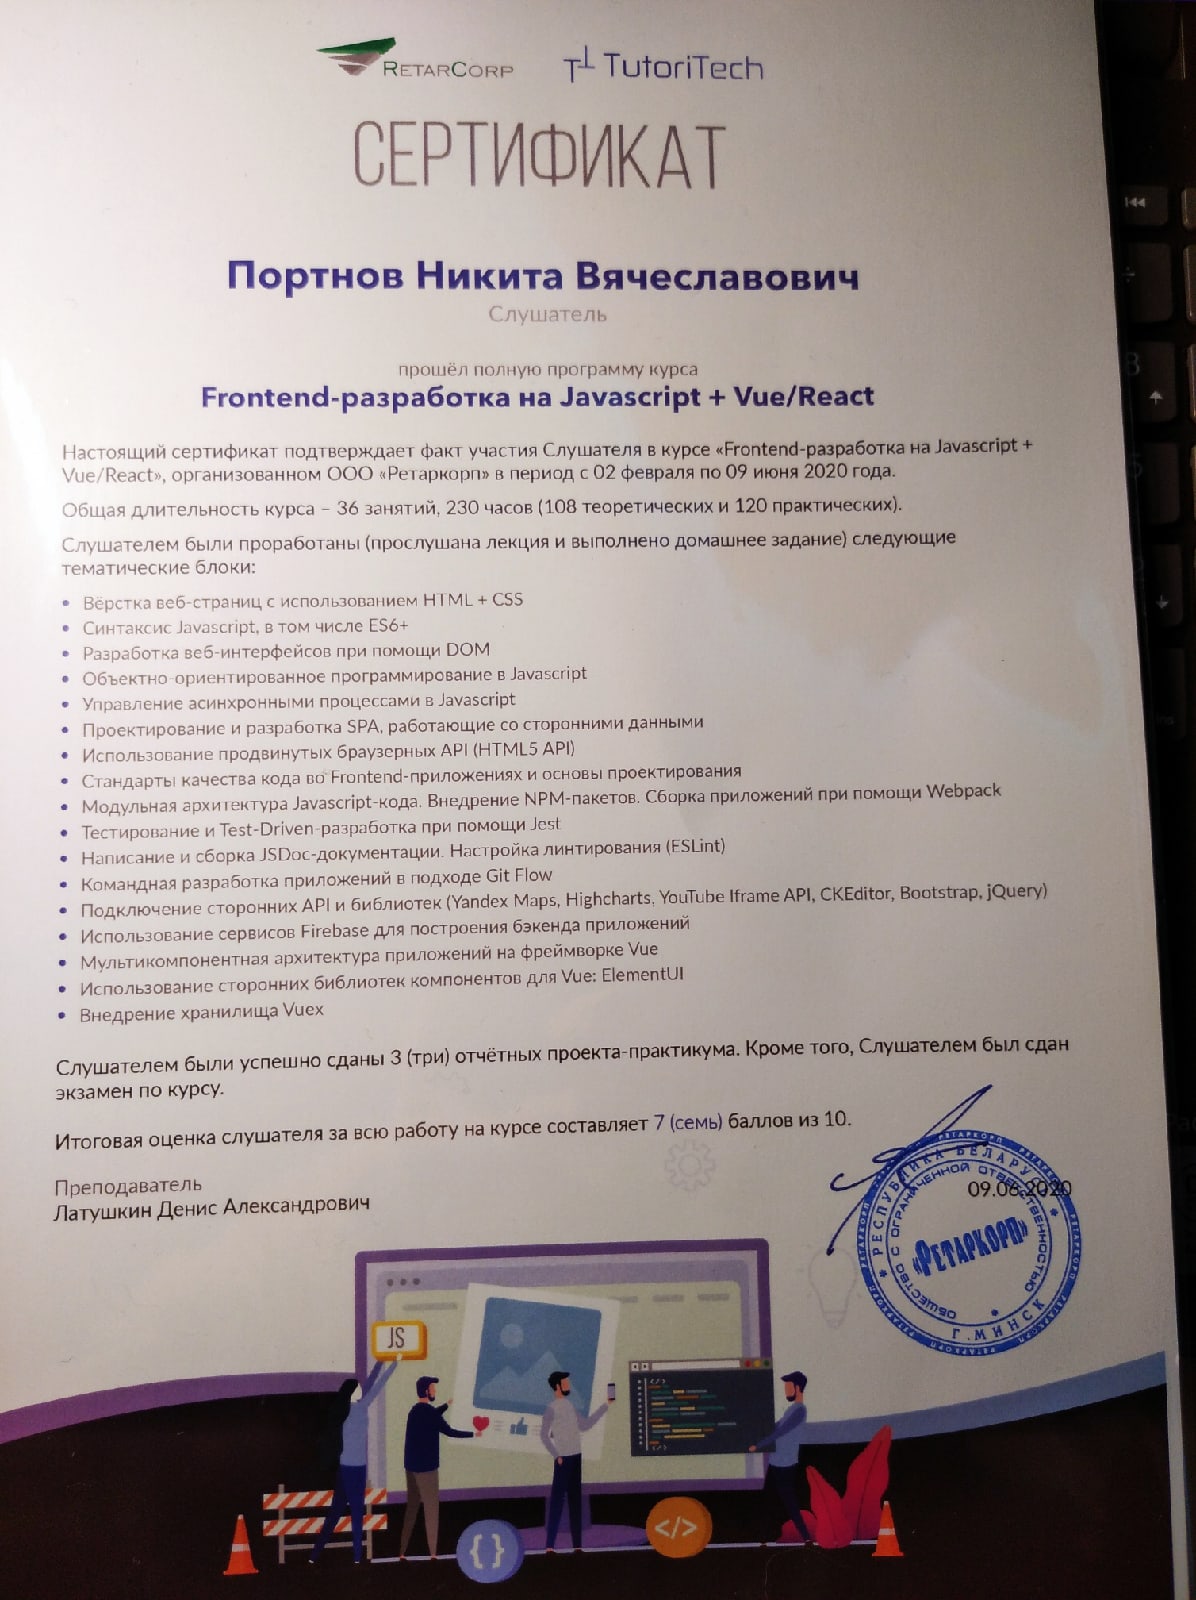 RETARCORP TutoriTech
СЕРТИФИКАТ
Портнов Никита Вячеславович
Слушатель
прошёл полную программу курса
Frontend-разработка на Javascript + Vue/React
Настоящий сертификат подтверждает факт участия Слушателя в курсе «Frontend-разработка на Javascript +
Vue/React», организованном ООО «Ретаркорп» в период с 02 февраля по 09 июня 2020 года.
Общая длительность курса – 36 занятий, 230 часов (108 теоретических и 120 практических).
Слушателем были проработаны (прослушана лекция и выполнено домашнее задание) следующие
тематические блоки:
• Вёрстка веб-страниц с использованием HTML + CSS
• Синтаксис Javascript, в том числе ES6+
• Разработка веб-интерфейсов при помощи DOM
• Объектно-ориентированное программирование в Javascript
• Управление асинхронными процессами в Javascript
• Проектирование и разработка SPA, работающие со сторонними данными
• Использование продвинутых браузерных API (HTML5 API)
• Стандарты качества кода во Frontend-приложениях и основы проектирования
• Модульная архитектура Javascript-кода. Внедрение NPM-пакетов. Сборка приложений при помощи Webpack
• Тестирование и Test-Driven-разработка при помощи Jest
• Написание и сборка JSDoc-документации. Настройка линтирования (ESLint)
• Командная разработка приложений в подходе Git Flow
• Подключение сторонних API и библиотек (Yandex Maps, Highcharts, YouTube Iframe API, CKEditor, Bootstrap, jQuery)
• Использование сервисов Firebase для построения бэкенда приложений
• Мультикомпонентная архитектура приложений на фреймворке Vue
• Использование сторонних библиотек компонентов для Vue: ElementUI
• Внедрение хранилища Vuex
Слушателем были успешно сданы 3 (три) отчётных проекта-практикума. Кроме того, Слушателем был сдан
экзамен по курсу.
Итоговая оценка слушателя за всю работу на курсе составляет 7 (семь) баллов из 10.
Преподаватель
Латушкин Денис Александрович
09.06.2020
РЕСПУБЛИКА БЕЛАРУСЬ
ОБЩЕСТВО С ОГРАНИЧЕННОЙ ОТВЕТСТВЕННОСТЬЮ
«РЕТАРКОРП»
Г. МИНСК
РЕТАРКОРП
JS
</>
</>
{ }
</>